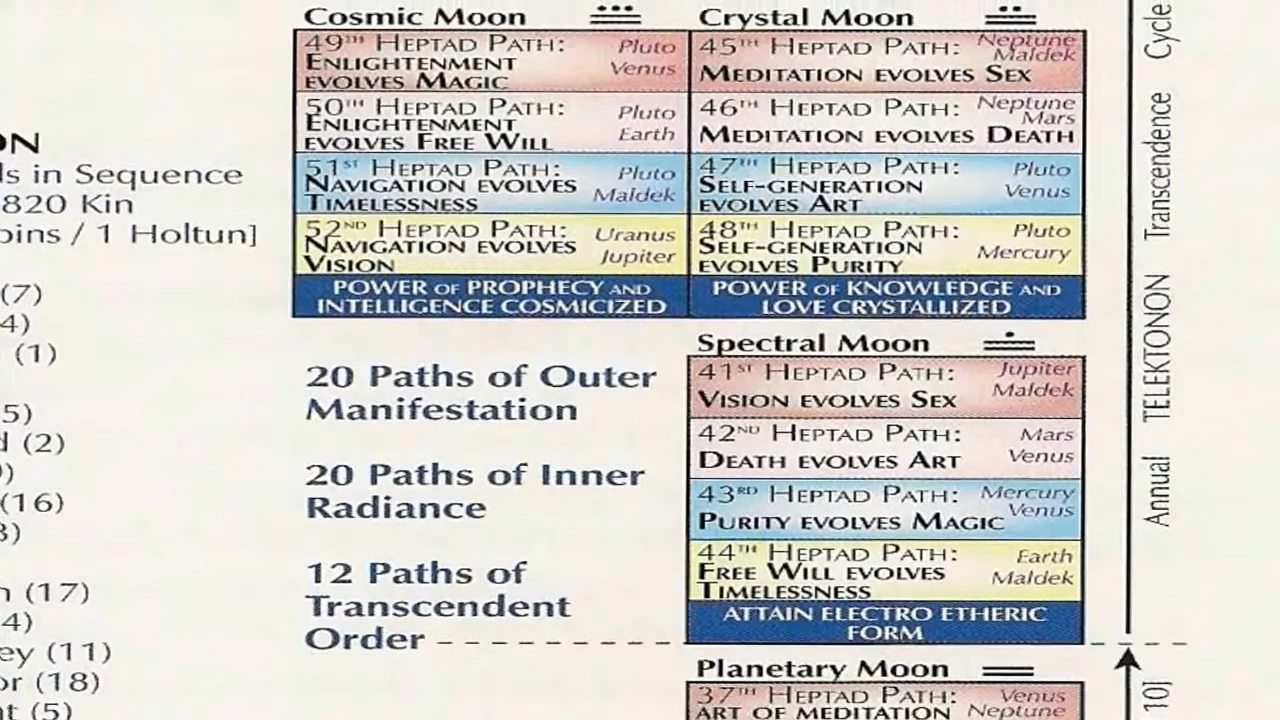 Cosmic Moon
49TH HEPTAD PATH: Pluto
ENLIGHTENMENT Venus
EVOLVES MAGIC
50TH HEPTAD PATH: Pluto
ENLIGHTENMENT Earth
EVOLVES FREE WILL
51ST HEPTAD PATH: Pluto
NAVIGATION EVOLVES Maldek
TIMELESSNESS
52ND HEPTAD PATH: Uranus
NAVIGATION EVOLVES Jupiter
VISION
POWER OF PROPHECY AND
INTELLIGENCE COSMICIZED
Crystal Moon
45TH HEPTAD PATH: Neptune
Maldek
MEDITATION EVOLVES SEX
46TH HEPTAD PATH: Neptune
Mars
MEDITATION EVOLVES DEATH
47TH HEPTAD PATH: Pluto
SELF-GENERATION Venus
EVOLVES ART
48TH HEPTAD PATH: Pluto
SELF-GENERATION Mercury
EVOLVES PURITY
POWER OF KNOWLEDGE AND
LOVE CRYSTALLIZED
ON
ls in Sequence
820 Kin
pins / 1 Holtun]
(7)
4)
(1)
5)
d (2)
)
(16)
3)
n (17)
4)
ey (11)
or (18)
nt (5)
20 Paths of Outer
Manifestation
20 Paths of Inner
Radiance
12 Paths of
Transcendent
Order
Spectral Moon
41ST HEPTAD PATH: Jupiter
VISION EVOLVES SEX Maldek
42ND HEPTAD PATH: Mars
DEATH EVOLVES ART Venus
43RD HEPTAD PATH: Mercury
Venus
PURITY EVOLVES MAGIC
44TH HEPTAD PATH: Earth
FREE WILL EVOLVES Maldek
TIMELESSNESS
ATTAIN ELECTRO ETHERIC
FORM
Planetary Moon
37TH HEPTAD PATH: Venus
ART OF MEDITATION Neptune
Annual TELEKTONON Transcendence Cycle
10]